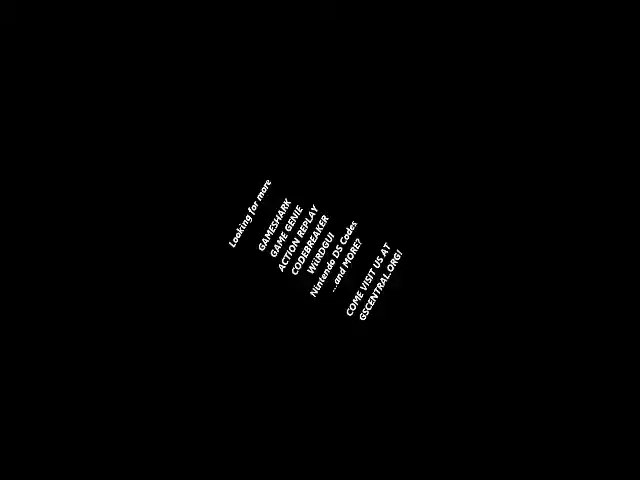 Looking for more
GAMESHARK
GAME GENIE
ACTION REPLAY
CODEBREAKER
WiiRDGUI
Nintendo DS Codes
...and MORE?
COME VISIT US AT
GSCENTRAL.ORG!